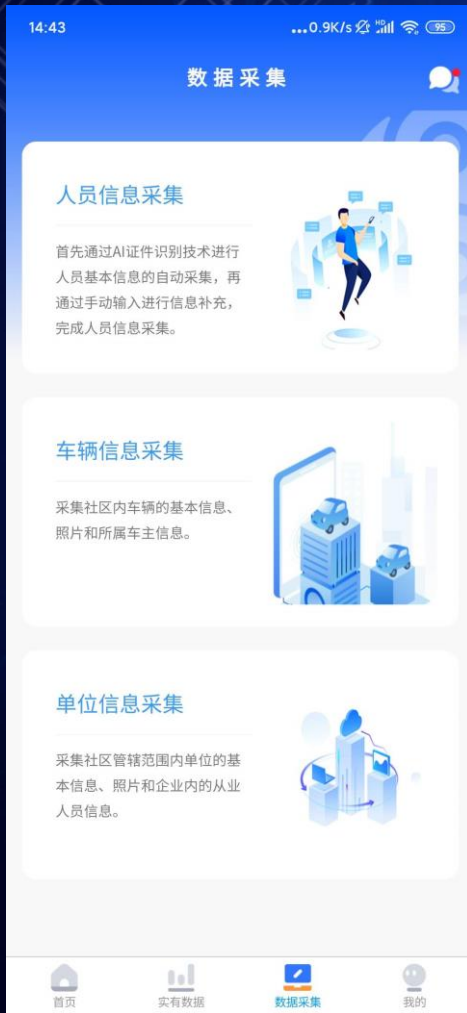 14:43
...0.9K/s HD 95
数据采集
人员信息采集
首先通过AI证件识别技术进行
人员基本信息的自动采集，再
通过手动输入进行信息补充，
完成人员信息采集。
车辆信息采集
采集社区内车辆的基本信息、
照片和所属车主信息。
单位信息采集
采集社区管辖范围内单位的基
本信息、照片和企业内的从业
人员信息。
首页 实有数据 数据采集 我的